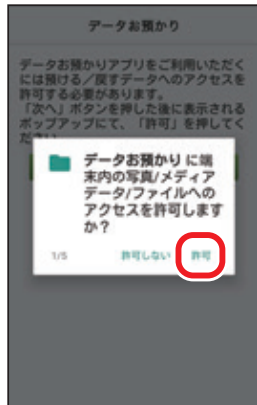 データお預かり
データお預かりアプリをご利用いただく
には預ける／戻すデータへのアクセスを
許可する必要があります。
「次へ」ボタンを押した後に表示される
ポップアップにて、「許可」を押してく
ださい
データお預かり に端
末内の写真/メディア
データ/ファイルへの
アクセスを許可します
か？
1/5 許可しない 許可